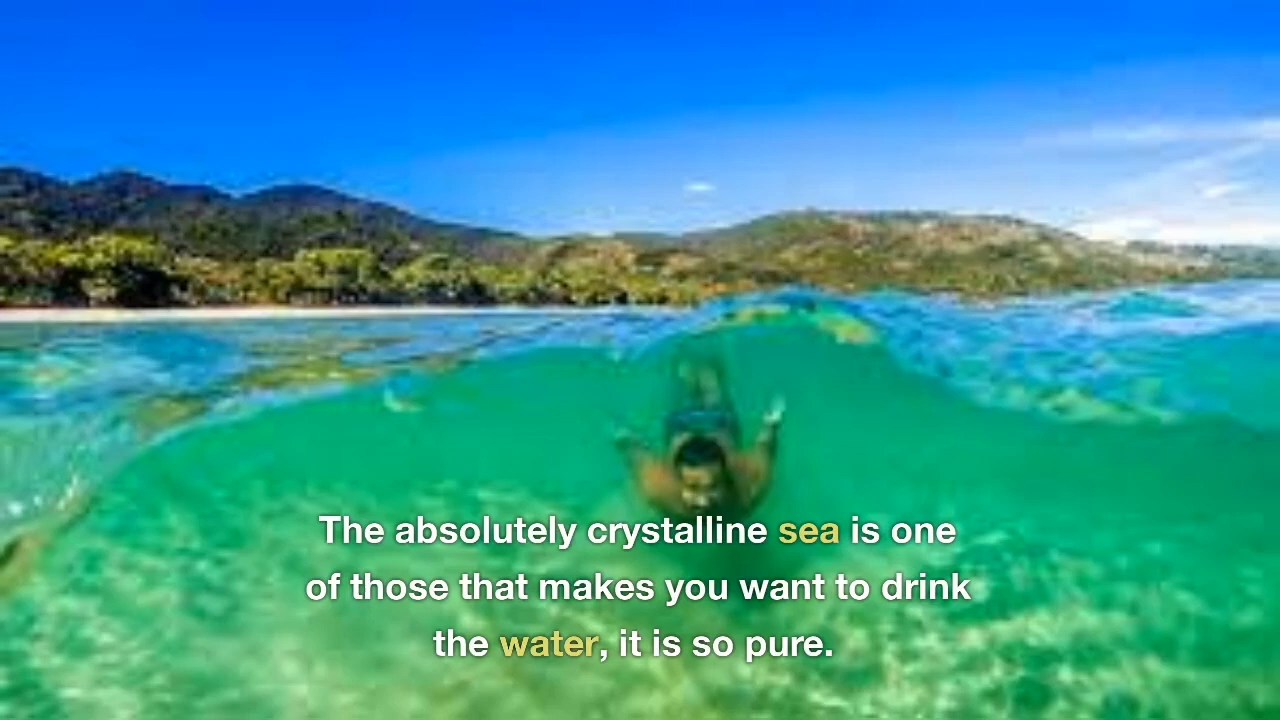 The absolutely crystalline sea is one
of those that makes you want to drink
the water, it is so pure.